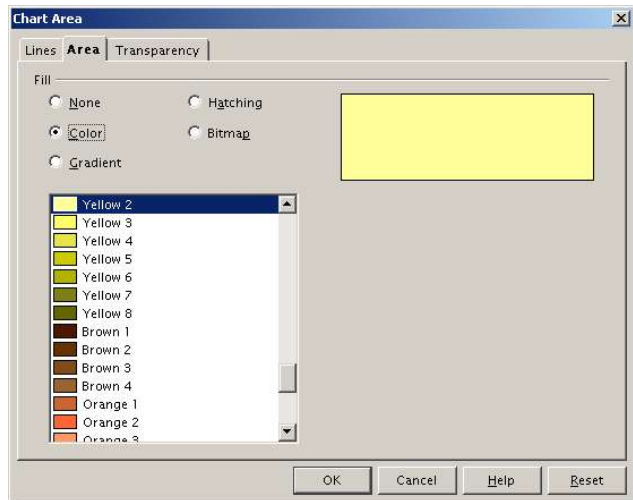 Chart Area
Lines Area Transparency
Fill
None Hatching
Color Bitmap
Gradient
Yellow 2
Yellow 3
Yellow 4
Yellow 5
Yellow 6
Yellow 7
Yellow 8
Brown 1
Brown 2
Brown 3
Brown 4
Orange 1
Orange 2
Orange 3
OK Cancel Help Reset